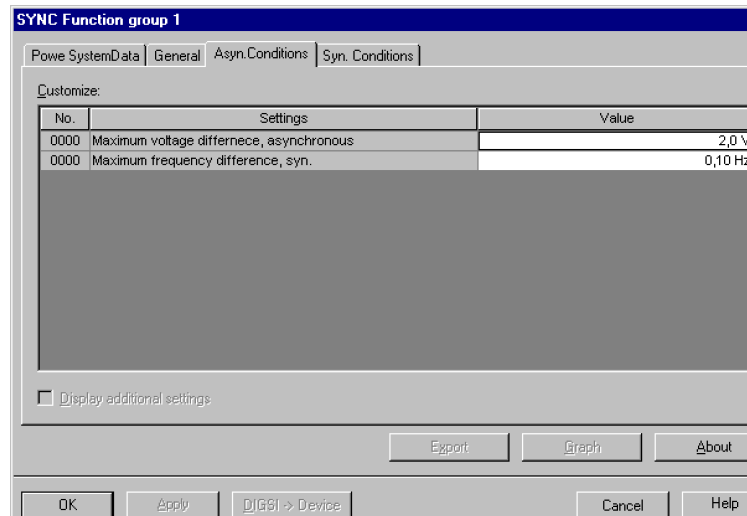 SYNC Function group 1
Powe SystemData General Asyn.Conditions Syn. Conditions
Customize:
No. Settings Value
0000 Maximum voltage differnece, asynchronous 2,0 V
0000 Maximum frequency difference, syn. 0,10 Hz
Display additional settings
Export Graph About
OK Apply DIGSI -> Device Cancel Help